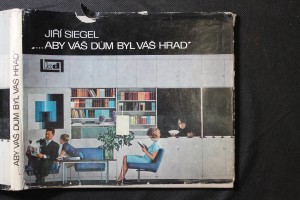 JIŘÍ SIEGEL
„...ABY VÁŠ DŮM BYL VÁŠ HRAD"
„...ABY VÁŠ DŮM BYL VÁŠ HRAD"